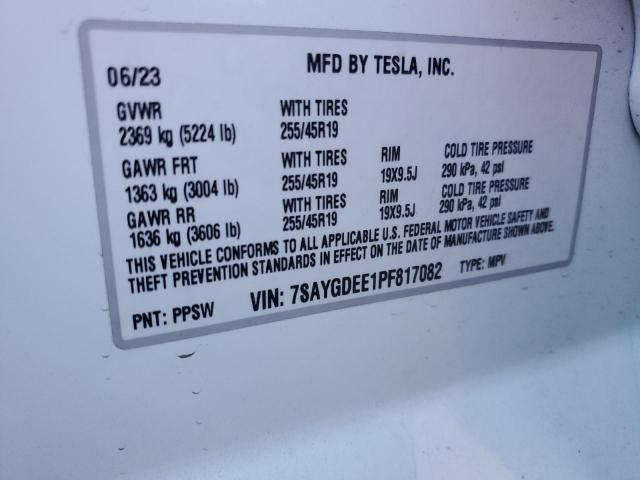 06/23 MFD BY TESLA, INC.
GVWR WITH TIRES
2369 kg (5224 lb) 255/45R19
GAWR FRT WITH TIRES RIM COLD TIRE PRESSURE
1363 kg (3004 lb) 255/45R19 19X9.5J 290 kPa, 42 psi
GAWR RR WITH TIRES RIM COLD TIRE PRESSURE
1636 kg (3606 lb) 255/45R19 19X9.5J 290 kPa, 42 psi
THIS VEHICLE CONFORMS TO ALL APPLICABLE U.S. FEDERAL MOTOR VEHICLE SAFETY AND
THEFT PREVENTION STANDARDS IN EFFECT ON THE DATE OF MANUFACTURE SHOWN ABOVE.
PNT: PPSW VIN: 7SAYGDEE1PF817082 TYPE: MPV